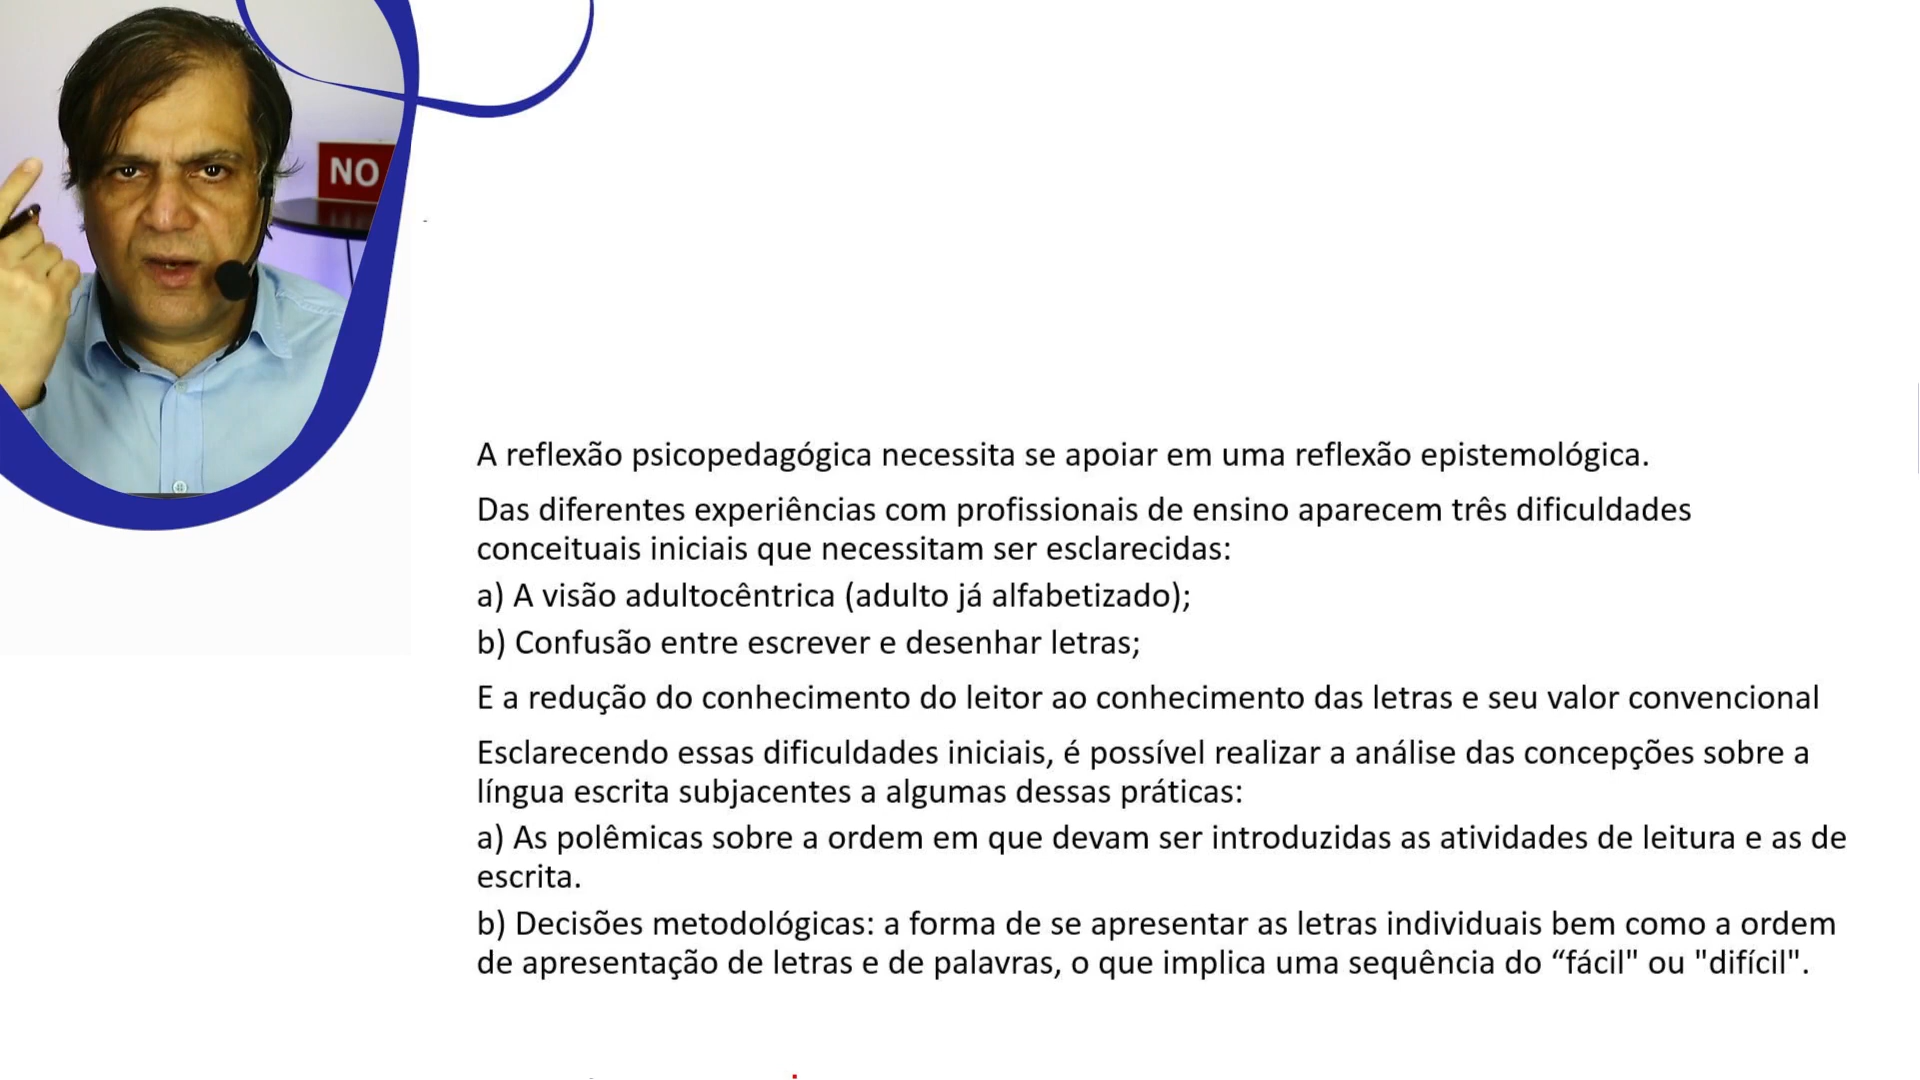 NO
A reflexão psicopedagógica necessita se apoiar em uma reflexão epistemológica.
Das diferentes experiências com profissionais de ensino aparecem três dificuldades
conceituais iniciais que necessitam ser esclarecidas:
a) A visão adultocêntrica (adulto já alfabetizado);
b) Confusão entre escrever e desenhar letras;
E a redução do conhecimento do leitor ao conhecimento das letras e seu valor convencional
Esclarecendo essas dificuldades iniciais, é possível realizar a análise das concepções sobre a
língua escrita subjacentes a algumas dessas práticas:
a) As polêmicas sobre a ordem em que devam ser introduzidas as atividades de leitura e as de
escrita.
b) Decisões metodológicas: a forma de se apresentar as letras individuais bem como a ordem
de apresentação de letras e de palavras, o que implica uma sequência do “fácil" ou "difícil".